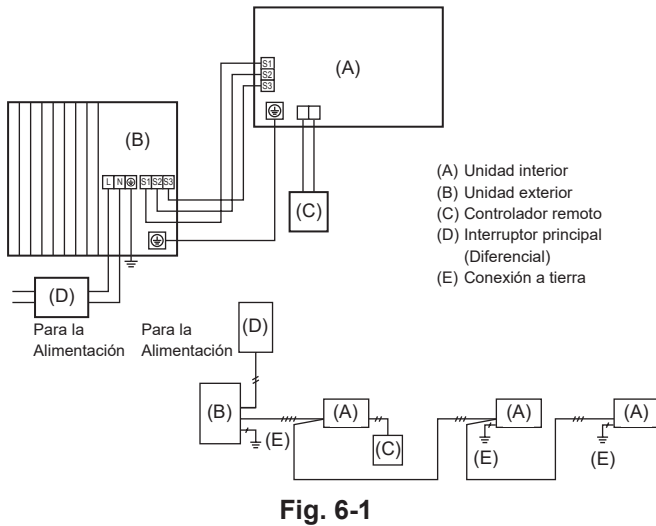 (A)
S1
S2
S3
(B)
L N S1 S2 S3
(C)
(D)
Para la
Alimentación
(A) Unidad interior
(B) Unidad exterior
(C) Controlador remoto
(D) Interruptor principal
(Diferencial)
(E) Conexión a tierra
Para la
Alimentación
(D)
(B)
(E)
(A)
(C)
(A)
(E)
(A)
(E)
Fig. 6-1